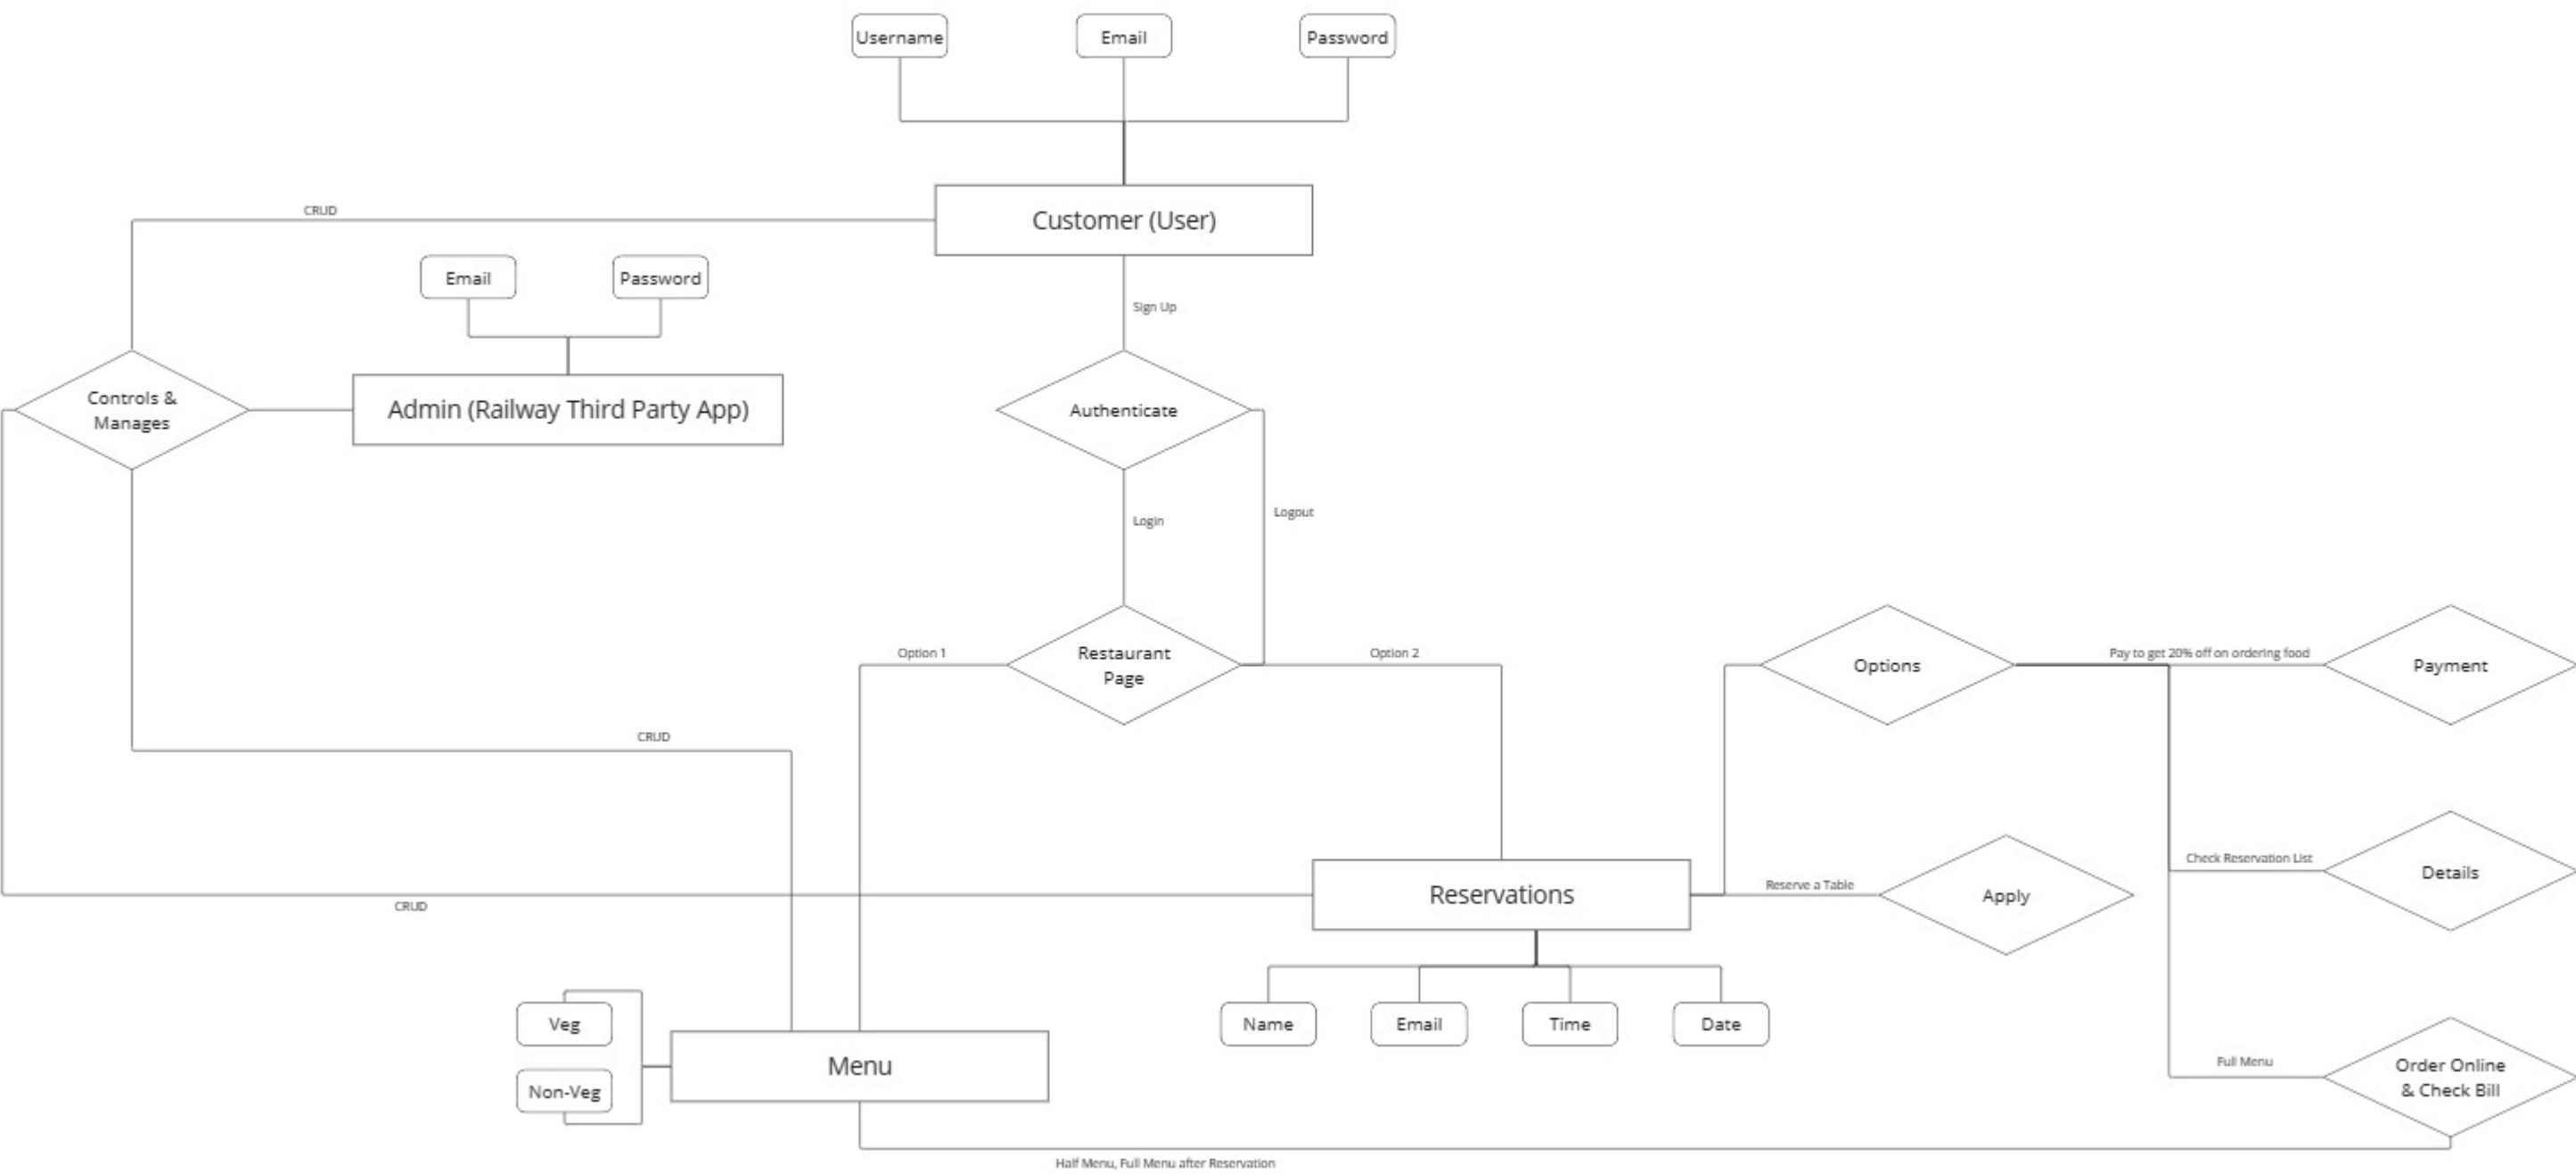 Username
Email
Password
Customer (User)
CRUD
Email
Password
Sign Up
Controls &
Manages
Admin (Railway Third Party App)
Authenticate
Login
Logout
Option 1
Restaurant
Page
Option 2
Options
Pay to get 20% off on ordering food
Payment
CRUD
Check Reservation List
Details
Reservations
Reserve a Table
Apply
CRUD
Veg
Non-Veg
Menu
Name
Email
Time
Date
Full Menu
Order Online
& Check Bill
Half Menu, Full Menu after Reservation